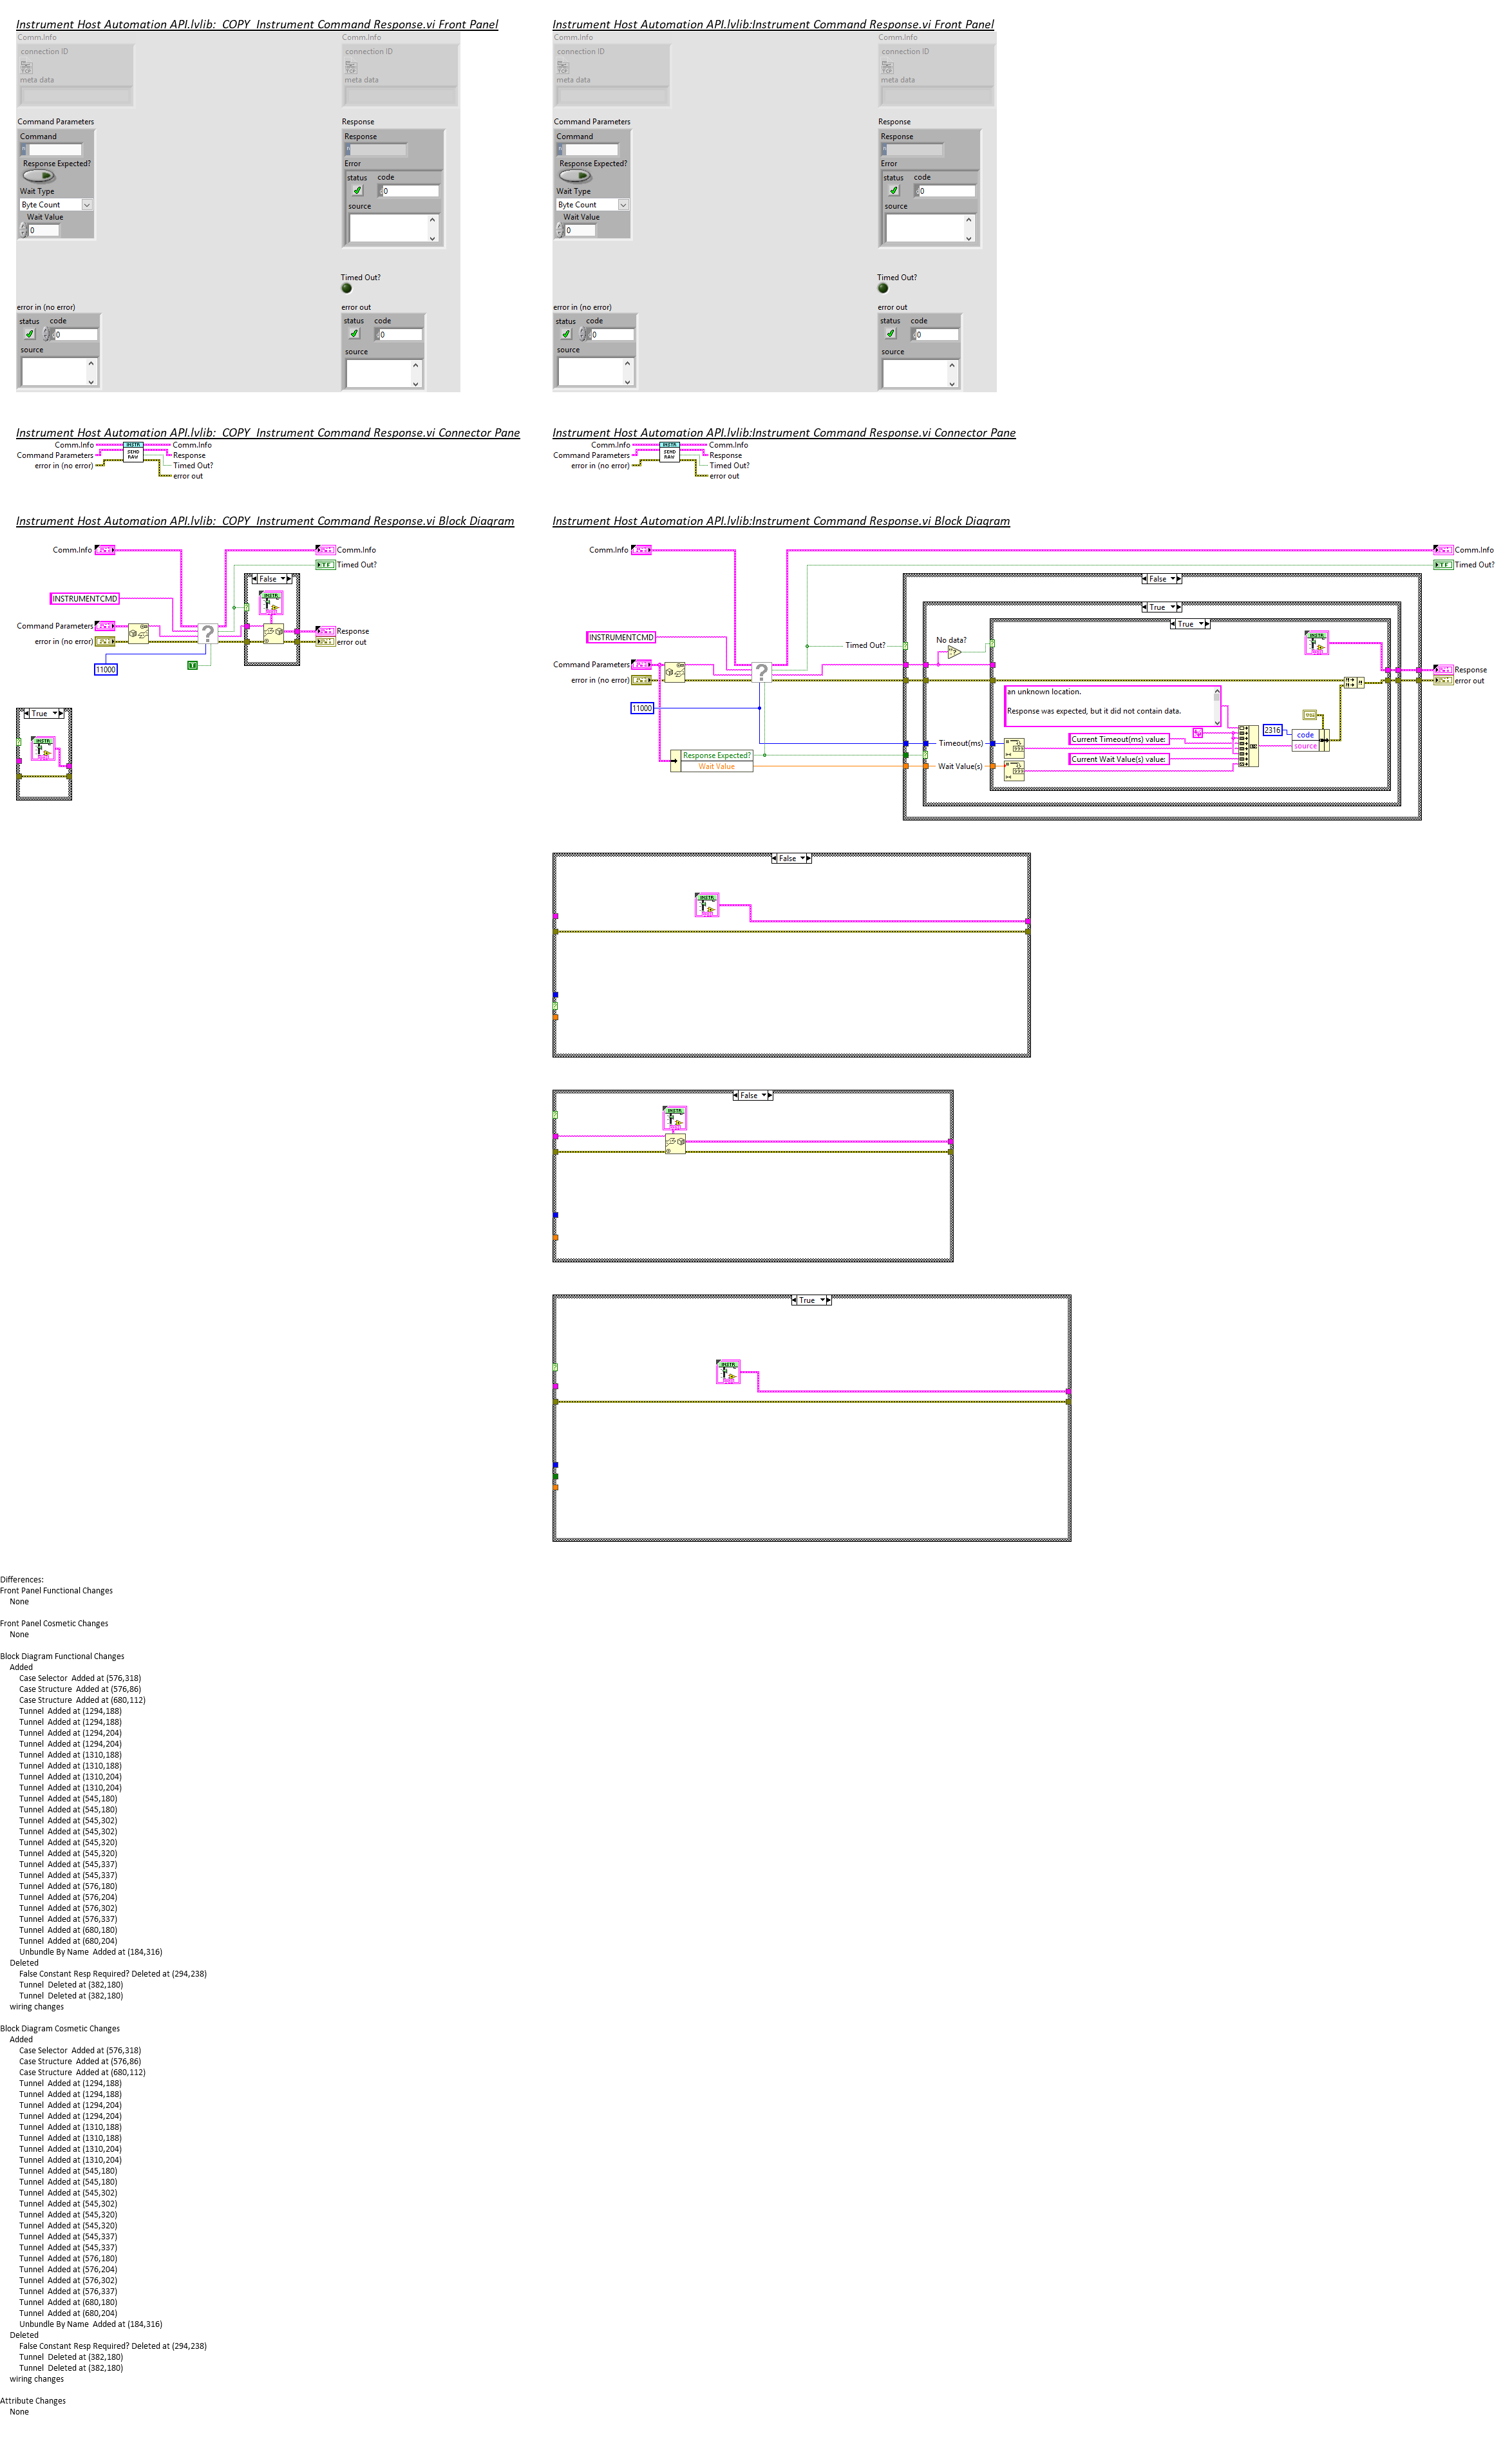 Instrument Host Automation API.lvlib:  COPY  Instrument Command Response.vi Front Panel
Comm.Info
connection ID
TCP
meta data
Comm.Info
connection ID
TCP
meta data
Command Parameters
Command
Response Expected?
Wait Type
Byte Count
Wait Value
0
Response
Response
Error
status code
0
source
Timed Out?
error in (no error)
status code
0
source
error out
status code
0
source
Instrument Host Automation API.lvlib:Instrument Command Response.vi Front Panel
Comm.Info
connection ID
TCP
meta data
Comm.Info
connection ID
TCP
meta data
Command Parameters
Command
Response Expected?
Wait Type
Byte Count
Wait Value
0
Response
Response
Error
status code
0
source
Timed Out?
error in (no error)
status code
0
source
error out
status code
0
source
Instrument Host Automation API.lvlib:  COPY  Instrument Command Response.vi Connector Pane
Comm.Info
Command Parameters
error in (no error)
INSTR
SEND
RAW
Comm.Info
Response
Timed Out?
error out
Instrument Host Automation API.lvlib:Instrument Command Response.vi Connector Pane
Comm.Info
Command Parameters
error in (no error)
INSTR
SEND
RAW
Comm.Info
Response
Timed Out?
error out
Instrument Host Automation API.lvlib:  COPY  Instrument Command Response.vi Block Diagram
Comm.Info
Comm.Info
Timed Out?
False
INSTR
INSTRUMENTCMD
Command Parameters
error in (no error)
?
Response
error out
11000
True
INSTR
Instrument Host Automation API.lvlib:Instrument Command Response.vi Block Diagram
Comm.Info
Comm.Info
Timed Out?
False
True
True
INSTRUMENTCMD
Timed Out?
No data?
INSTR
Command Parameters
error in (no error)
?
Response
error out
11000
an unknown location.
Response was expected, but it did not contain data.
Current Timeout(ms) value:
Current Wait Value(s) value:
2316
code
source
Timeout(ms)
Response Expected?
Wait Value
Wait Value(s)
False
INSTR
False
INSTR
True
INSTR
Differences:
Front Panel Functional Changes
None
Front Panel Cosmetic Changes
None
Block Diagram Functional Changes
Added
Case Selector  Added at (576,318)
Case Structure  Added at (576,86)
Case Structure  Added at (680,112)
Tunnel  Added at (1294,188)
Tunnel  Added at (1294,188)
Tunnel  Added at (1294,204)
Tunnel  Added at (1294,204)
Tunnel  Added at (1310,188)
Tunnel  Added at (1310,188)
Tunnel  Added at (1310,204)
Tunnel  Added at (1310,204)
Tunnel  Added at (545,180)
Tunnel  Added at (545,180)
Tunnel  Added at (545,302)
Tunnel  Added at (545,302)
Tunnel  Added at (545,320)
Tunnel  Added at (545,320)
Tunnel  Added at (545,337)
Tunnel  Added at (545,337)
Tunnel  Added at (576,180)
Tunnel  Added at (576,204)
Tunnel  Added at (576,302)
Tunnel  Added at (576,337)
Tunnel  Added at (680,180)
Tunnel  Added at (680,204)
Unbundle By Name  Added at (184,316)
Deleted
False Constant Resp Required? Deleted at (294,238)
Tunnel  Deleted at (382,180)
Tunnel  Deleted at (382,180)
wiring changes
Block Diagram Cosmetic Changes
Added
Case Selector  Added at (576,318)
Case Structure  Added at (576,86)
Case Structure  Added at (680,112)
Tunnel  Added at (1294,188)
Tunnel  Added at (1294,188)
Tunnel  Added at (1294,204)
Tunnel  Added at (1294,204)
Tunnel  Added at (1310,188)
Tunnel  Added at (1310,188)
Tunnel  Added at (1310,204)
Tunnel  Added at (1310,204)
Tunnel  Added at (545,180)
Tunnel  Added at (545,180)
Tunnel  Added at (545,302)
Tunnel  Added at (545,302)
Tunnel  Added at (545,320)
Tunnel  Added at (545,320)
Tunnel  Added at (545,337)
Tunnel  Added at (545,337)
Tunnel  Added at (576,180)
Tunnel  Added at (576,204)
Tunnel  Added at (576,302)
Tunnel  Added at (576,337)
Tunnel  Added at (680,180)
Tunnel  Added at (680,204)
Unbundle By Name  Added at (184,316)
Deleted
False Constant Resp Required? Deleted at (294,238)
Tunnel  Deleted at (382,180)
Tunnel  Deleted at (382,180)
wiring changes
Attribute Changes
None